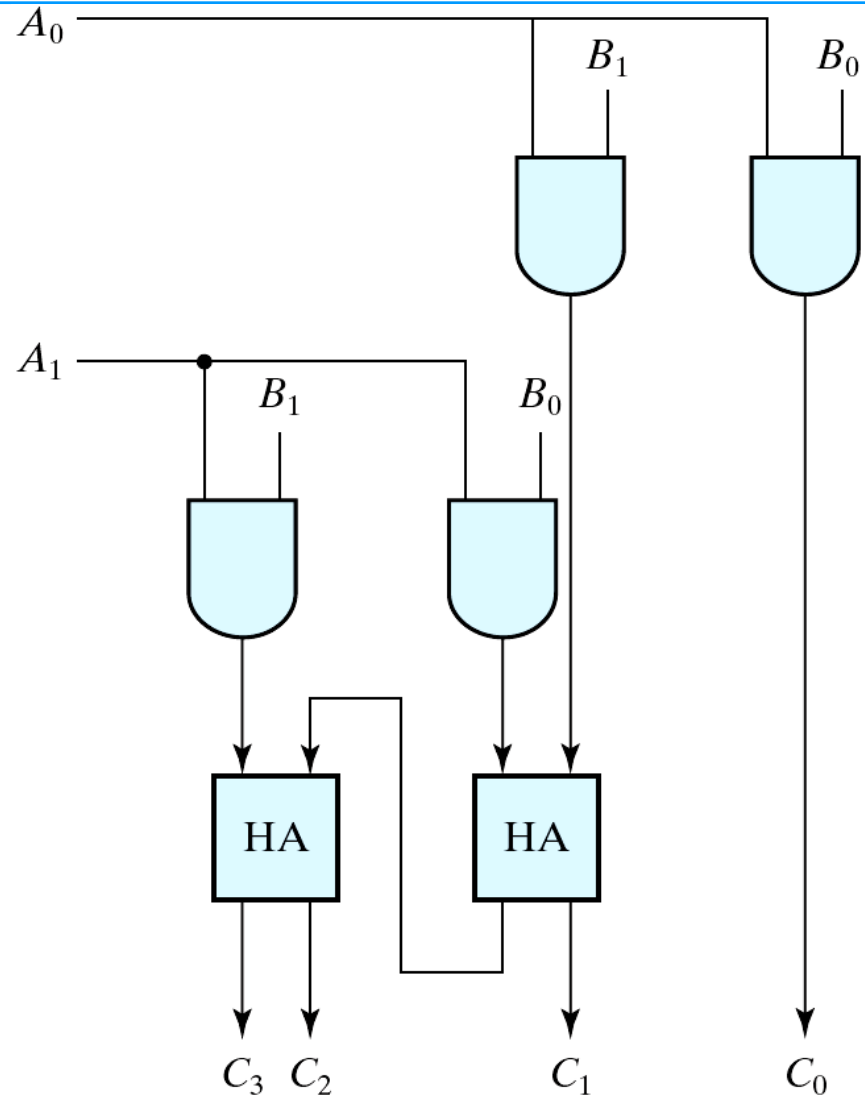 A₀
B₁ B₀
A₁
B₁ B₀
HA HA
C₃ C₂ C₁ C₀